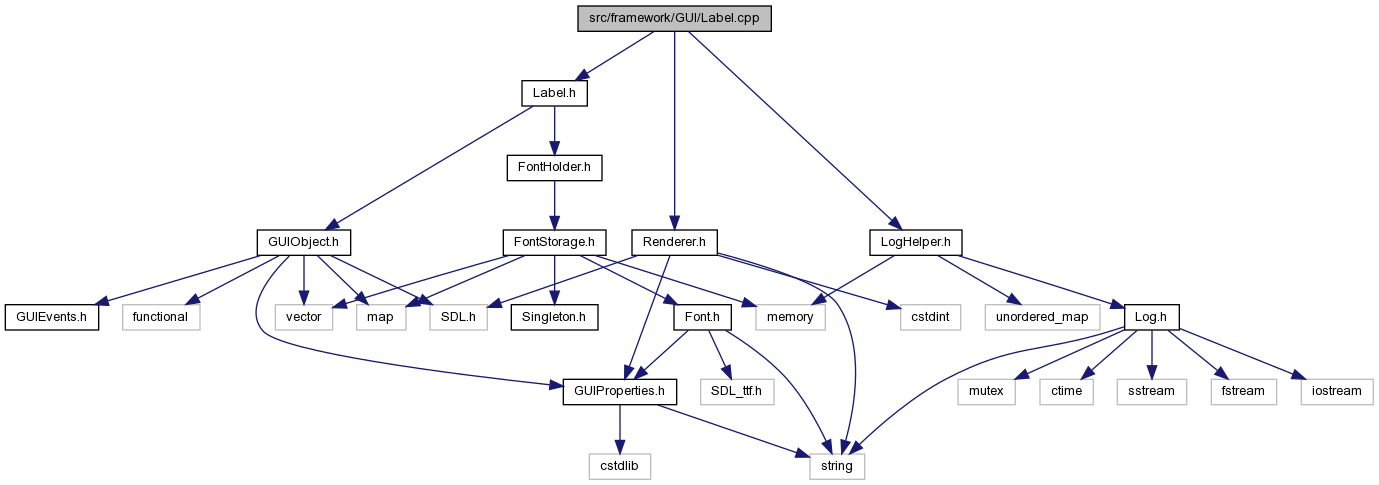 src/framework/GUI/Label.cpp
Label.h
FontHolder.h
GUIObject.h
FontStorage.h
Renderer.h
LogHelper.h
GUIEvents.h
functional
vector
map
SDL.h
Singleton.h
Font.h
memory
cstdint
unordered_map
Log.h
GUIProperties.h
SDL_ttf.h
mutex
ctime
sstream
fstream
iostream
cstdlib
string